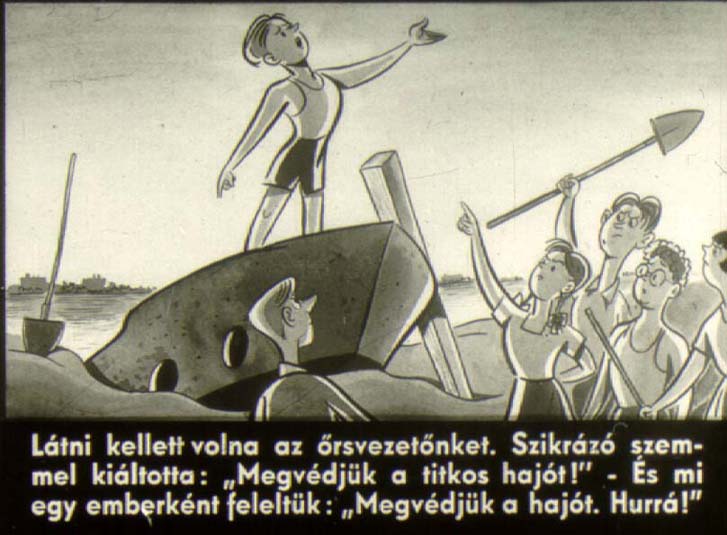 Látni kellett volna az őrsvezetőnket. Szikrázó szem-
mel kiáltotta: „Megvédjük a titkos hajót!" - És mi
egy emberként feleltük: „Megvédjük a hajót. Hurrá!"